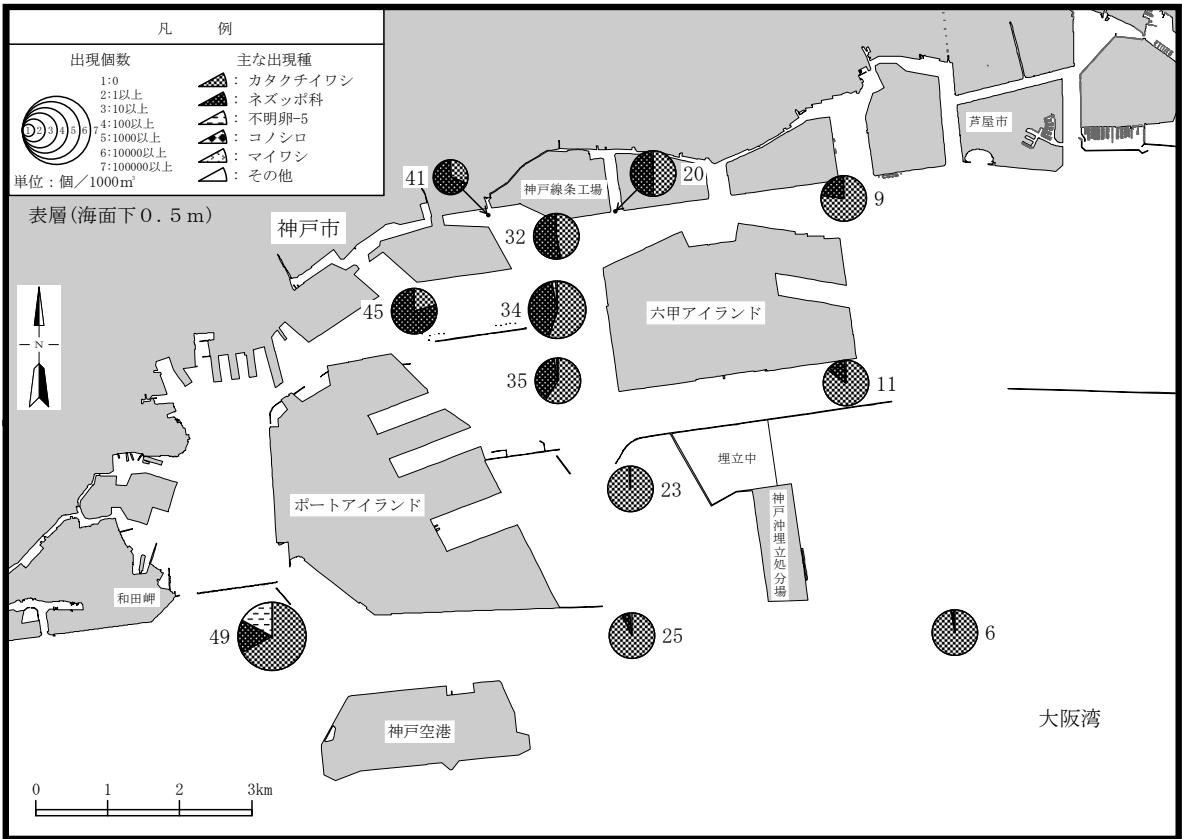 凡　例
出現個数
1:0
2:1以上
3:10以上
4:100以上
5:1000以上
6:10000以上
7:100000以上
1 2 3 4 5 6 7
単位：個／1000㎥
主な出現種
：カタクチイワシ
：ネズッポ科
：不明卵-5
：コノシロ
：マイワシ
：その他
表層(海面下0.5m)
芦屋市
41
神戸線条工場
20
9
神戸市
32
45
34
六甲アイランド
N
35
11
埋立中
23
ポートアイランド
神戸沖埋立処分場
和田岬
49
25
6
大阪湾
神戸空港
0 1 2 3km